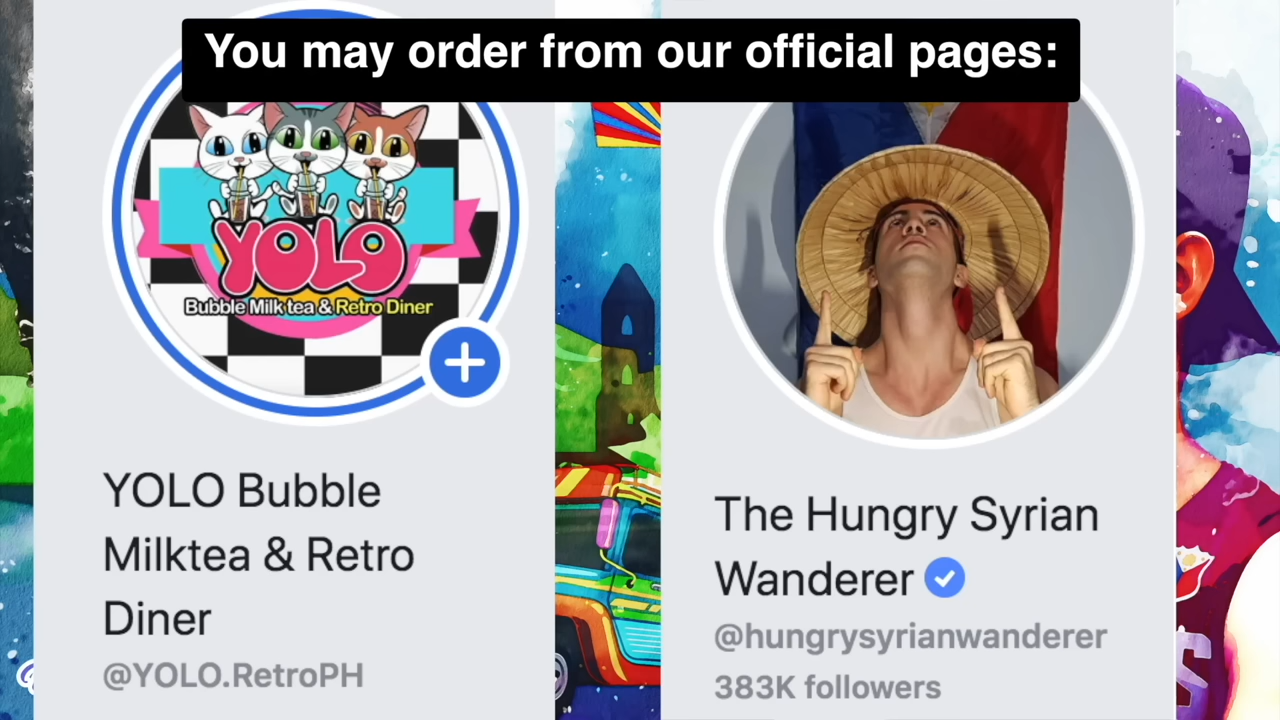 You may order from our official pages:
YOLO
Bubble Milk tea & Retro Diner
YOLO Bubble
Milktea & Retro
Diner
@YOLO.RetroPH
The Hungry Syrian
Wanderer
@hungrysyrianwanderer
383K followers